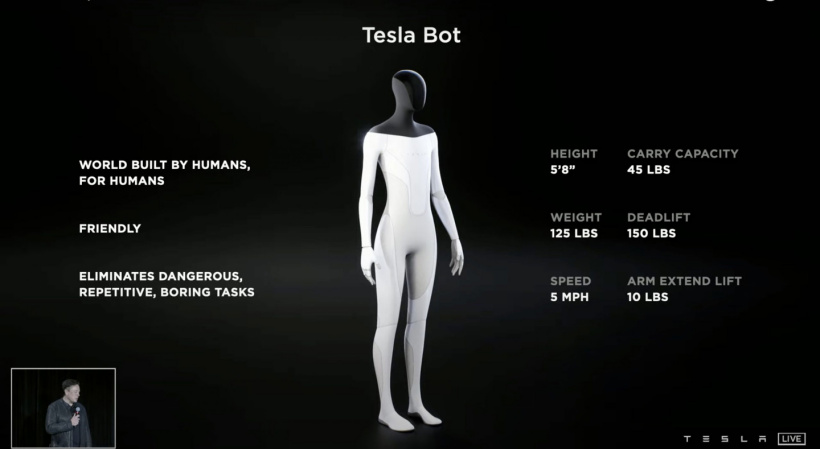 Tesla Bot
WORLD BUILT BY HUMANS,
FOR HUMANS
FRIENDLY
ELIMINATES DANGEROUS,
REPETITIVE, BORING TASKS
HEIGHT
5'8”
CARRY CAPACITY
45 LBS
WEIGHT
125 LBS
DEADLIFT
150 LBS
SPEED
5 MPH
ARM EXTEND LIFT
10 LBS
TESLA LIVE